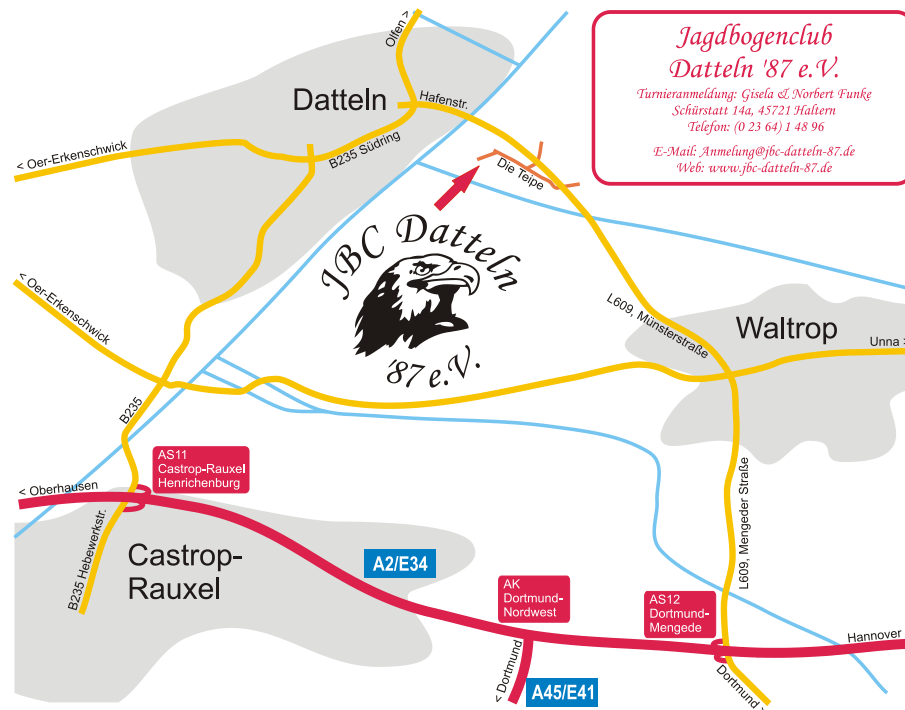 Jagdbogenclub
Datteln '87 e.V.
Turnieranmeldung: Gisela & Norbert Funke
Schürstatt 14a, 45721 Haltern
Telefon: (0 23 64) 1 48 96
E-Mail: Anmelung@jbc-datteln-87.de
Web: www.jbc-datteln-87.de
Olfen >
Datteln
Hafenstr.
B235 Südring
< Oer-Erkenschwick
Die Teipe
JBC Datteln
'87 e.V.
< Oer-Erkenschwick
L609, Münsterstraße
Waltrop
Unna >
B235
AS11
Castrop-Rauxel
Henrichenburg
< Oberhausen
B235 Hebewerkstr.
Castrop-
Rauxel
A2/E34
AK
Dortmund-
Nordwest
AS12
Dortmund-
Mengede
L609, Mengeder Straße
Hannover >
< Dortmund
A45/E41
Dortmund >